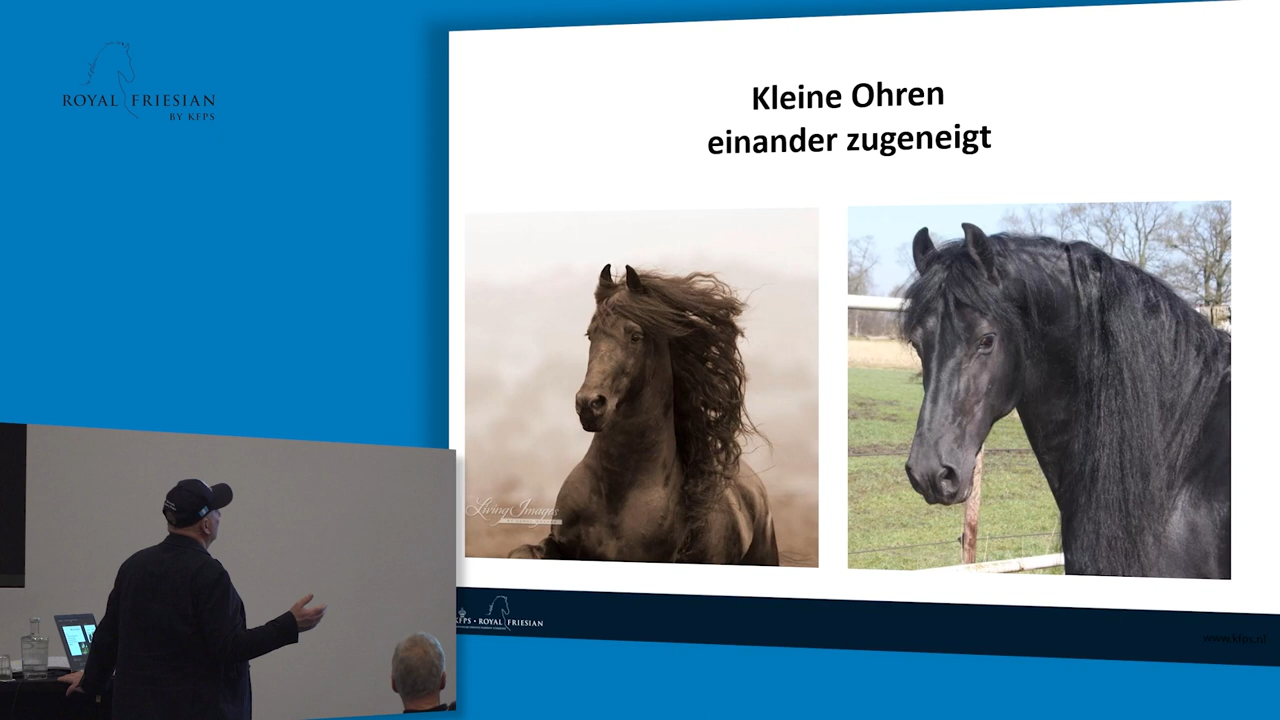 ROYAL FRIESIAN
BY KFPS
Kleine Ohren
einander zugeneigt
Living Images
KFPS • ROYAL FRIESIAN
www.kfps.nl